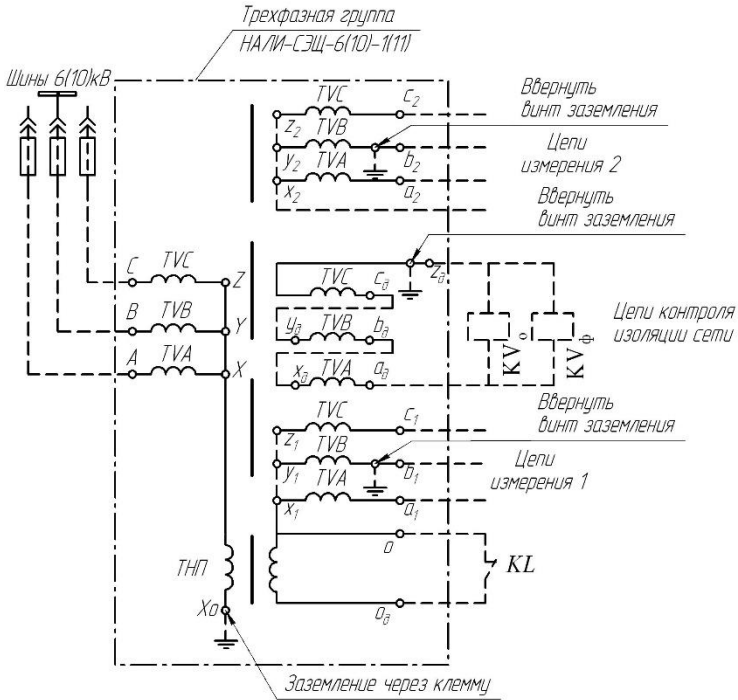 Трехфазная группа
НАЛИ-СЭЩ-6(10)-1(11)
Шины 6(10)кВ
TVC
c2
Ввернуть
винт заземления
z2
TVB
y2
b2
Цепи
измерения 2
TVA
x2
a2
Ввернуть
винт заземления
C
TVC
Z
zд
TVC
cд
B
TVB
Y
yд
TVB
bд
Цепи контроля
изоляции сети
KVо
KVф
A
TVA
X
xд
TVA
aд
TVC
c1
Ввернуть
винт заземления
z1
TVB
y1
b1
Цепи
измерения 1
TVA
x1
a1
o
ТНП
KL
Xo
oд
Заземление через клемму